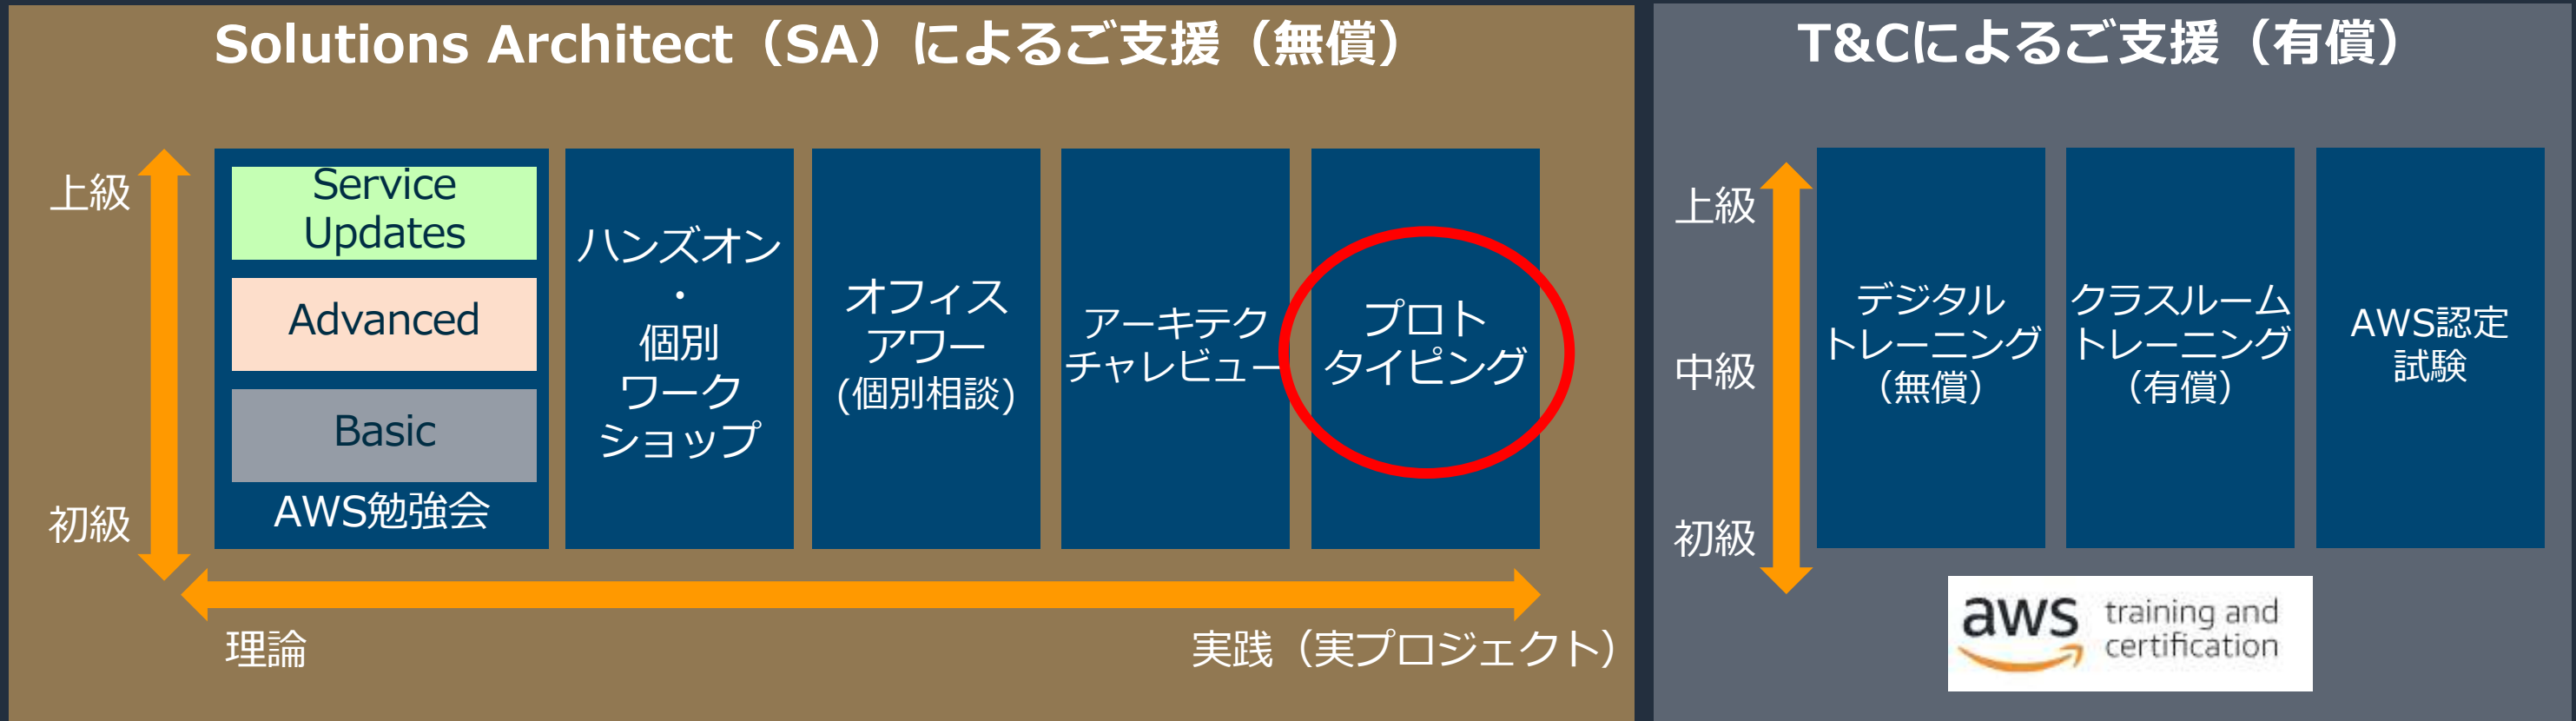 Solutions Architect（SA）によるご支援（無償）
上級
初級
Service
Updates
Advanced
Basic
AWS勉強会
ハンズオン
・
個別
ワーク
ショップ
オフィス
アワー
(個別相談)
アーキテク
チャレビュー
プロト
タイピング
理論
実践（実プロジェクト）
T&Cによるご支援（有償）
上級
中級
初級
デジタル
トレーニング
（無償）
クラスルーム
トレーニング
（有償）
AWS認定
試験
aws
training and
certification